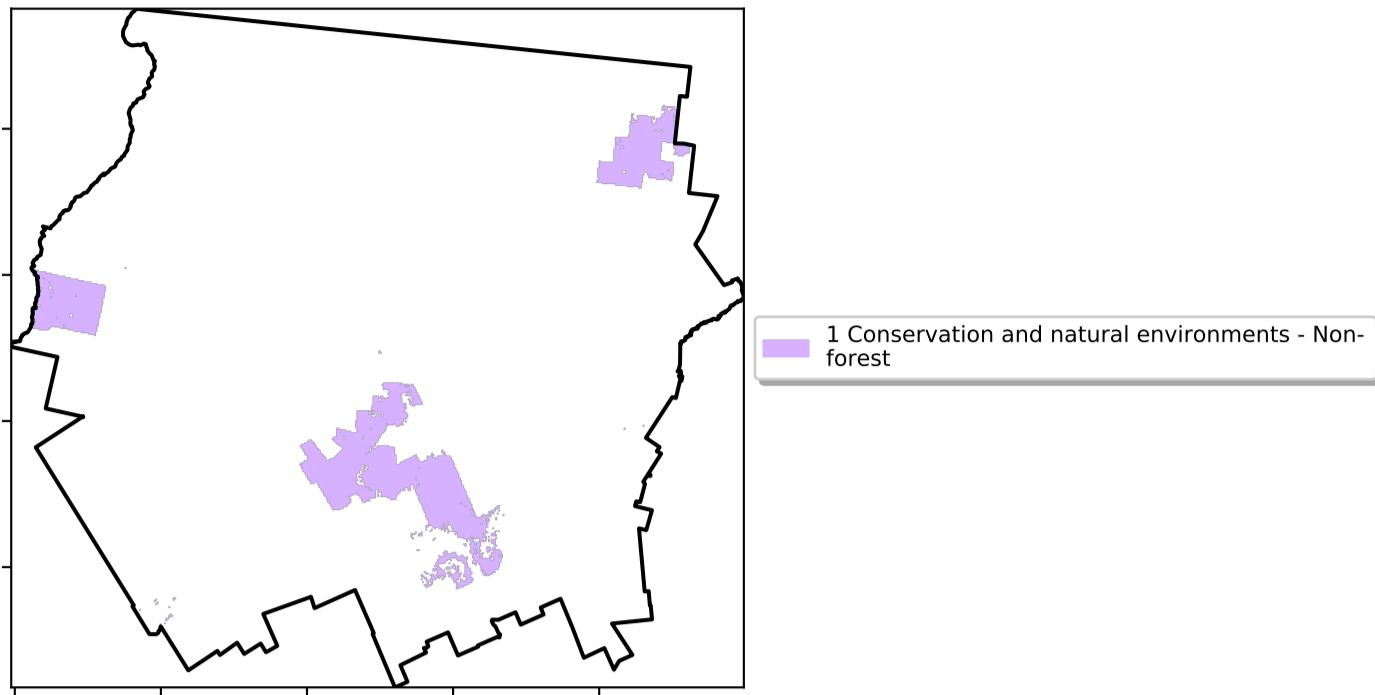 1 Conservation and natural environments - Non-
forest